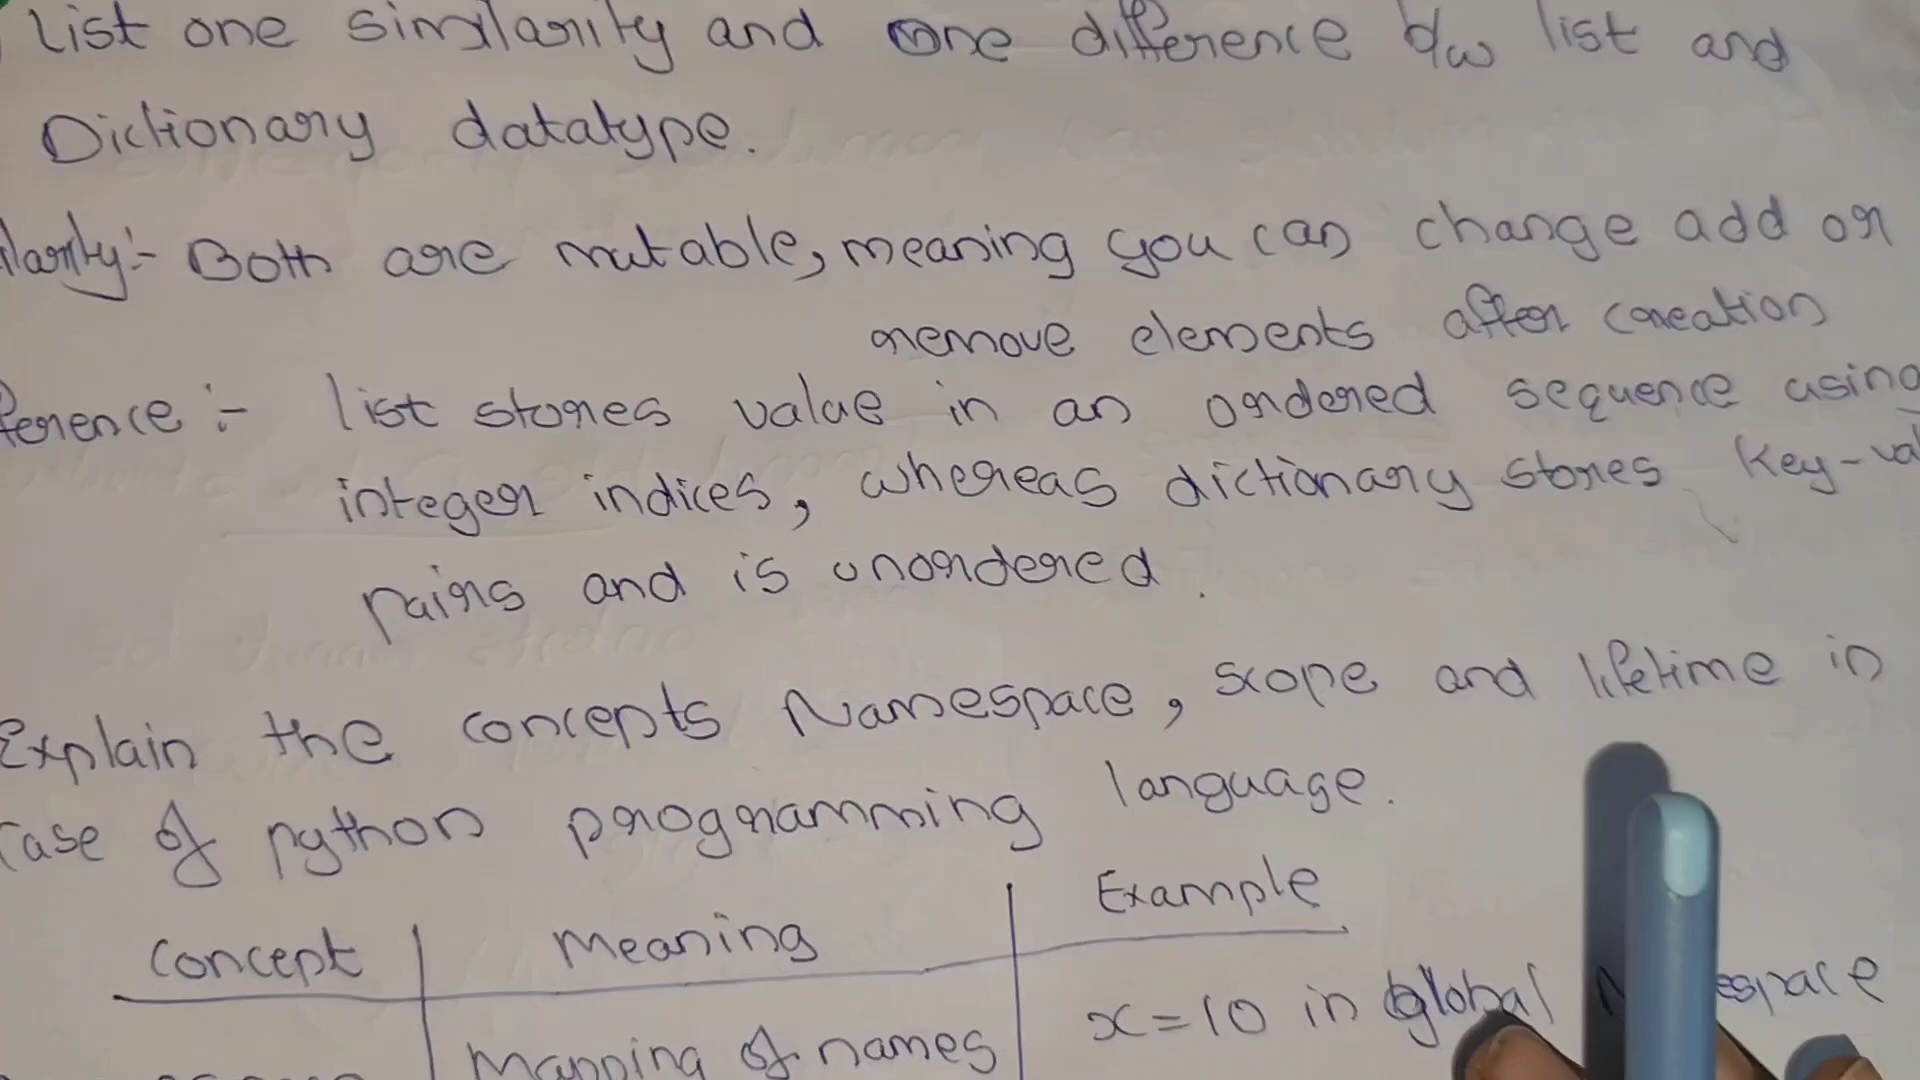 List one similarity and one difference b/w list and
Dictionary datatype.
larity:- Both are mutable, meaning you can change add or
remove elements after creation
ference :- list stores value in an ordered sequence using
integer indices, whereas dictionary stores key-val
pairs and is unordered.
Explain the concepts Namespace, scope and lifetime in
case of python programming language.
Concept Meaning Example
Mapping of names x=10 in global espace